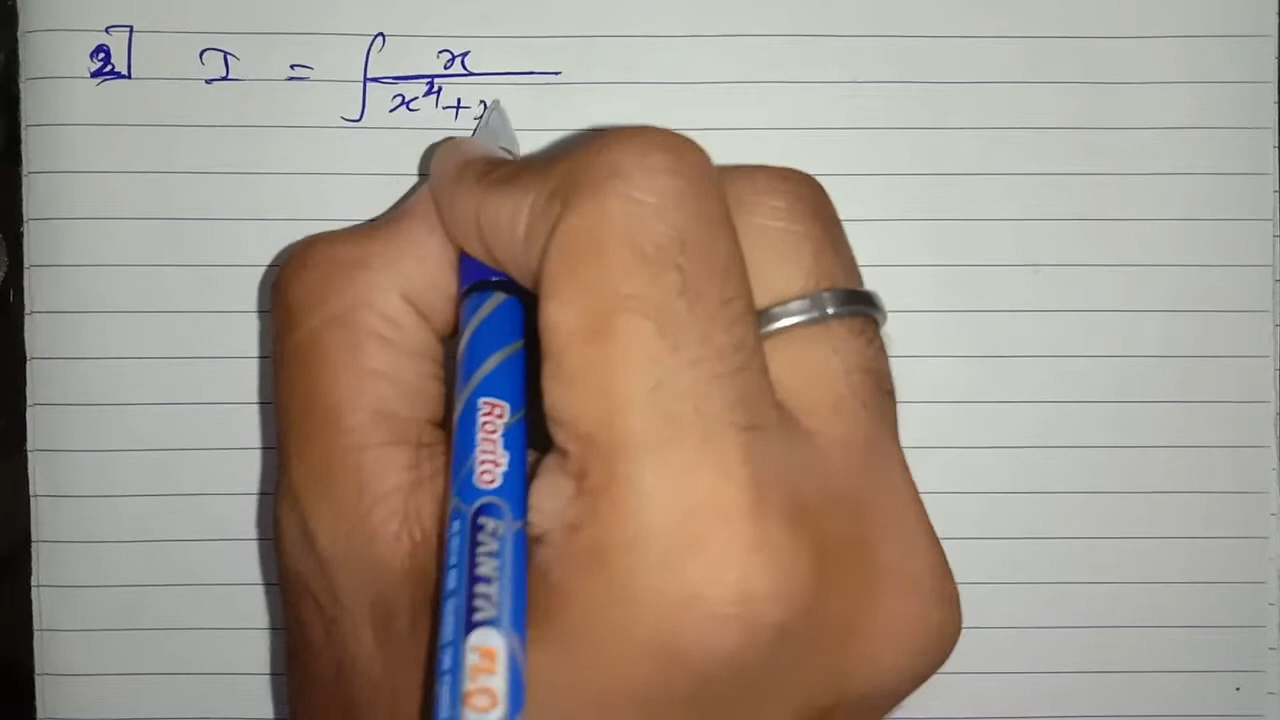 2] I = ∫ x / x⁴ + x
Rorito
FANTA
FLO